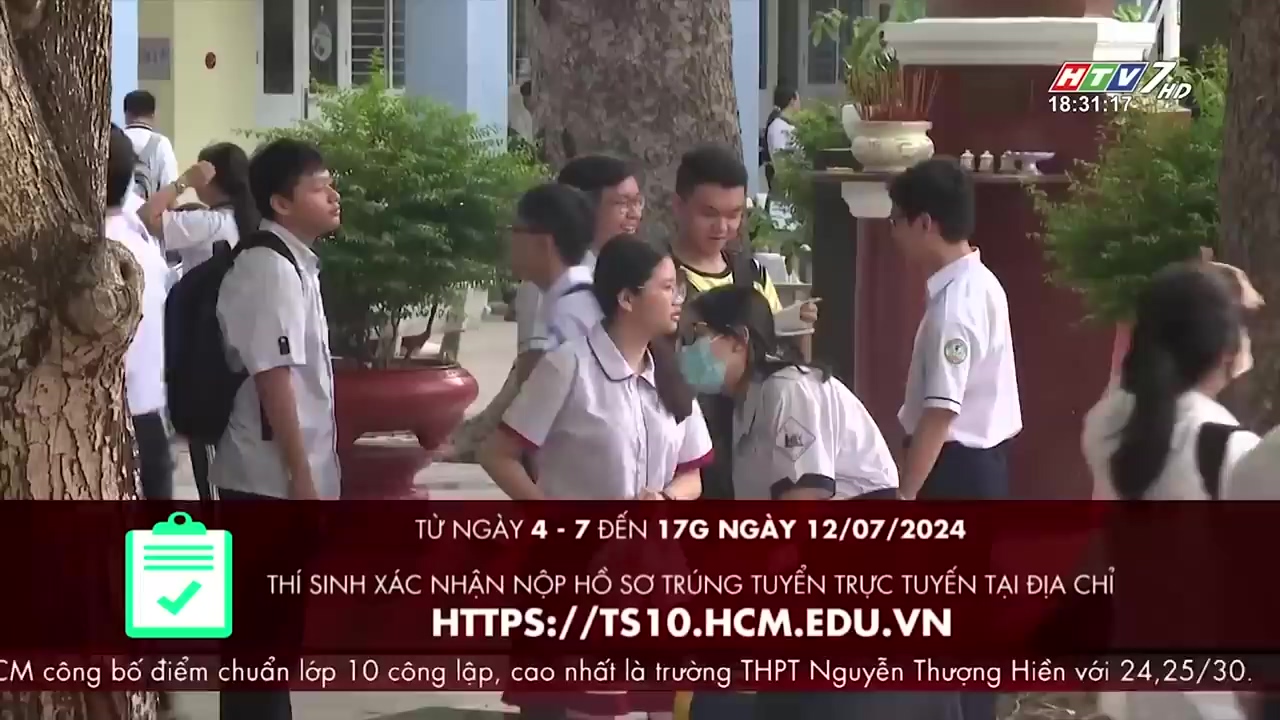 HTV7 HD
18:31:17
TỪ NGÀY 4 - 7 ĐẾN 17G NGÀY 12/07/2024
THÍ SINH XÁC NHẬN NỘP HỒ SƠ TRÚNG TUYỂN TRỰC TUYẾN TẠI ĐỊA CHỈ
HTTPS://TS10.HCM.EDU.VN
CM công bố điểm chuẩn lớp 10 công lập, cao nhất là trường THPT Nguyễn Thượng Hiền với 24,25/30.